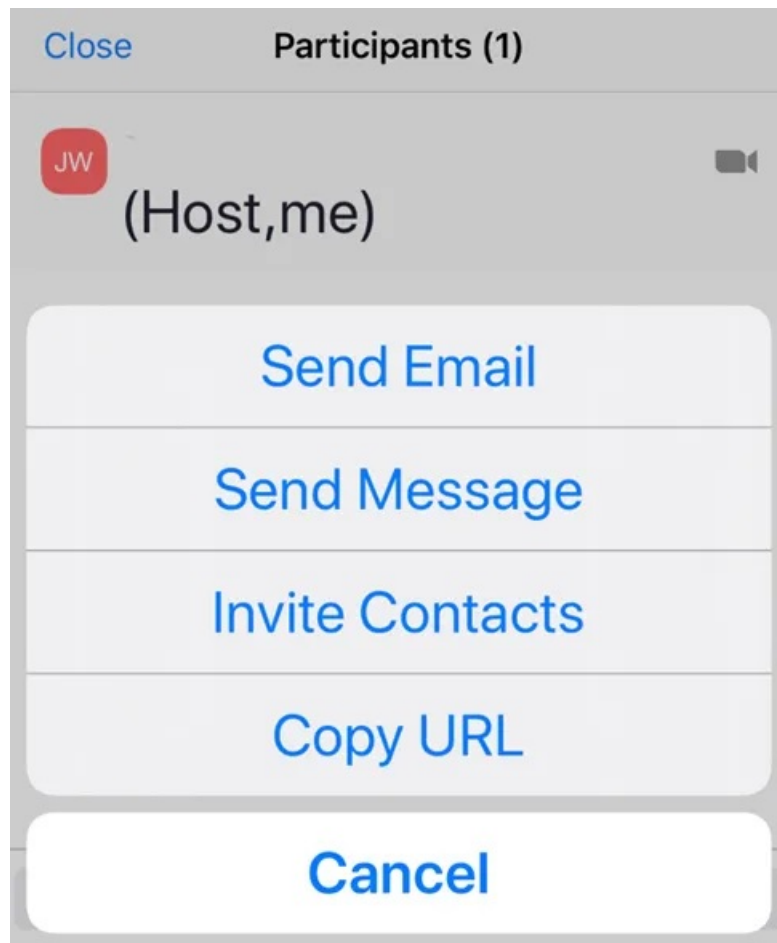 Close Participants (1)
JW
(Host,me)
Send Email
Send Message
Invite Contacts
Copy URL
Cancel